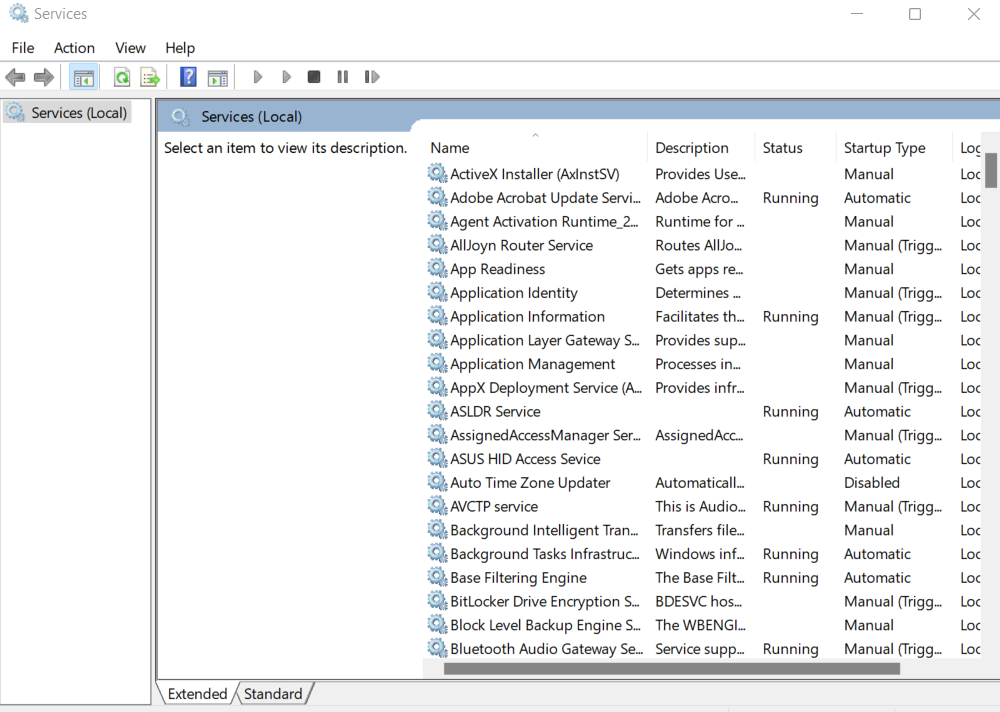 Services
File Action View Help
Services (Local)
Services (Local)
Select an item to view its description.
Name Description Status Startup Type Log
ActiveX Installer (AxInstSV) Provides Use... Manual Loc
Adobe Acrobat Update Servi... Adobe Acro... Running Automatic Loc
Agent Activation Runtime_2... Runtime for ... Manual Loc
AllJoyn Router Service Routes AllJo... Manual (Trigg... Loc
App Readiness Gets apps re... Manual Loc
Application Identity Determines ... Manual (Trigg... Loc
Application Information Facilitates th... Running Manual (Trigg... Loc
Application Layer Gateway S... Provides sup... Manual Loc
Application Management Processes in... Manual Loc
AppX Deployment Service (A... Provides infr... Manual (Trigg... Loc
ASLDR Service Running Automatic Loc
AssignedAccessManager Ser... AssignedAcc... Manual (Trigg... Loc
ASUS HID Access Sevice Running Automatic Loc
Auto Time Zone Updater Automaticall... Disabled Loc
AVCTP service This is Audio... Running Manual (Trigg... Loc
Background Intelligent Tran... Transfers file... Manual Loc
Background Tasks Infrastruc... Windows inf... Running Automatic Loc
Base Filtering Engine The Base Filt... Running Automatic Loc
BitLocker Drive Encryption S... BDESVC hos... Manual (Trigg... Loc
Block Level Backup Engine S... The WBENGI... Manual Loc
Bluetooth Audio Gateway Se... Service supp... Running Manual (Trigg... Loc
Extended Standard